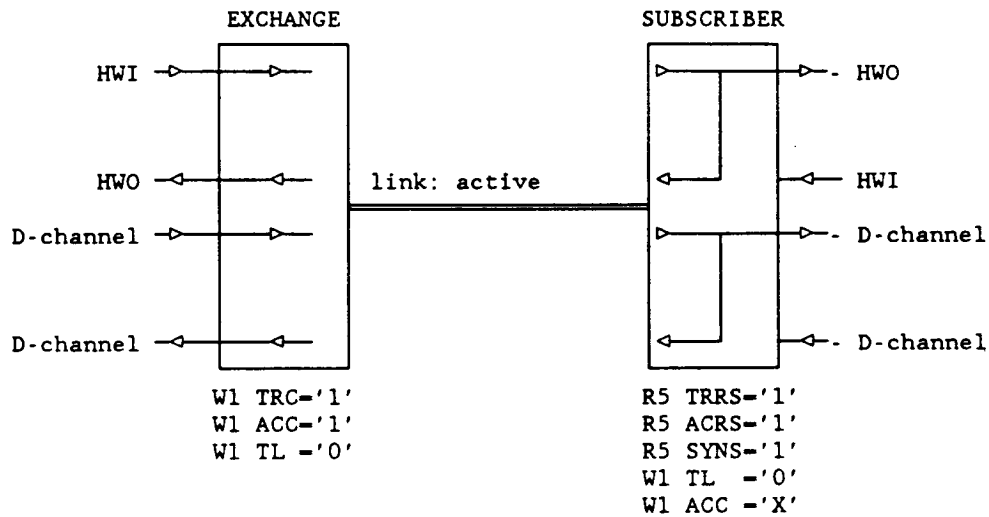 EXCHANGE
SUBSCRIBER
HWI
HWO
HWO
link: active
HWI
D-channel
D-channel
D-channel
D-channel
W1 TRC='1'
W1 ACC='1'
W1 TL ='0'
R5 TRRS='1'
R5 ACRS='1'
R5 SYNS='1'
W1 TL ='0'
W1 ACC ='X'